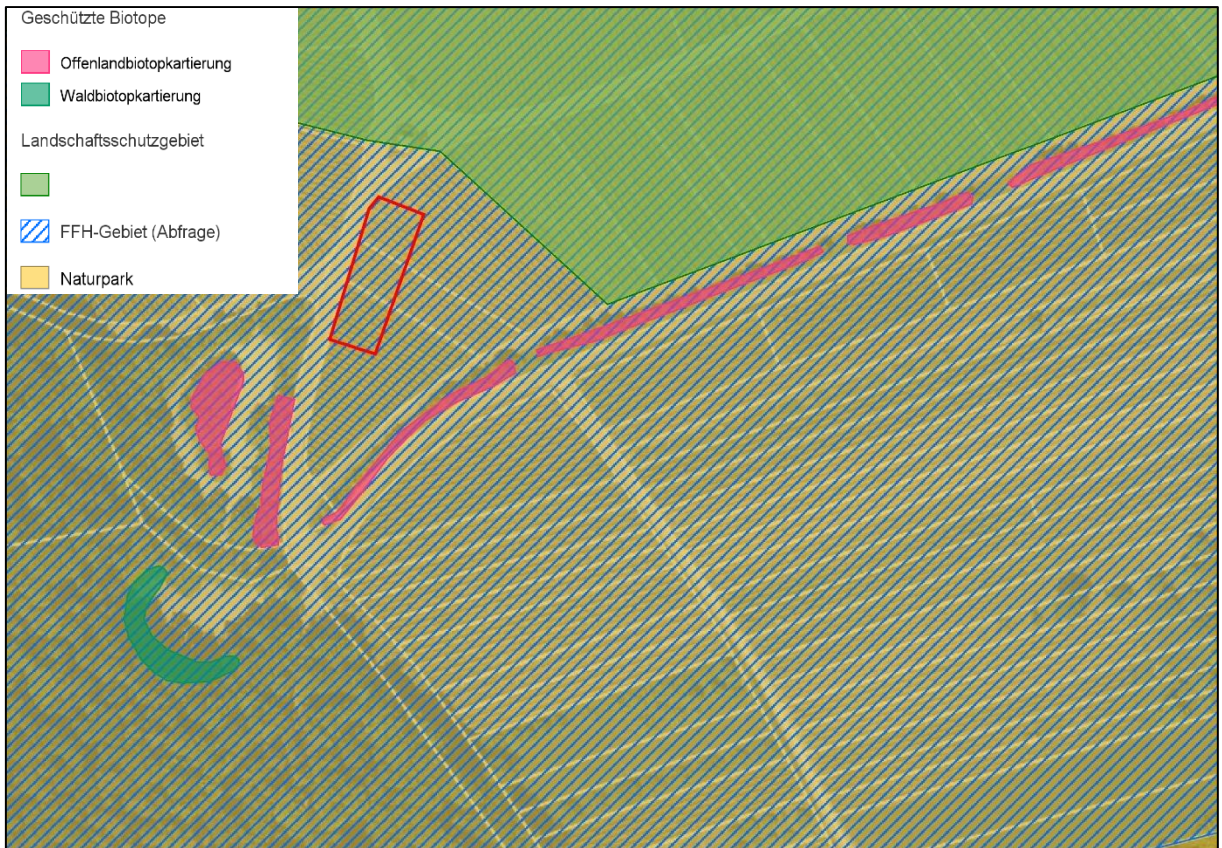 Geschützte Biotope
Offenlandbiotopkartierung
Waldbiotopkartierung
Landschaftsschutzgebiet
FFH-Gebiet (Abfrage)
Naturpark